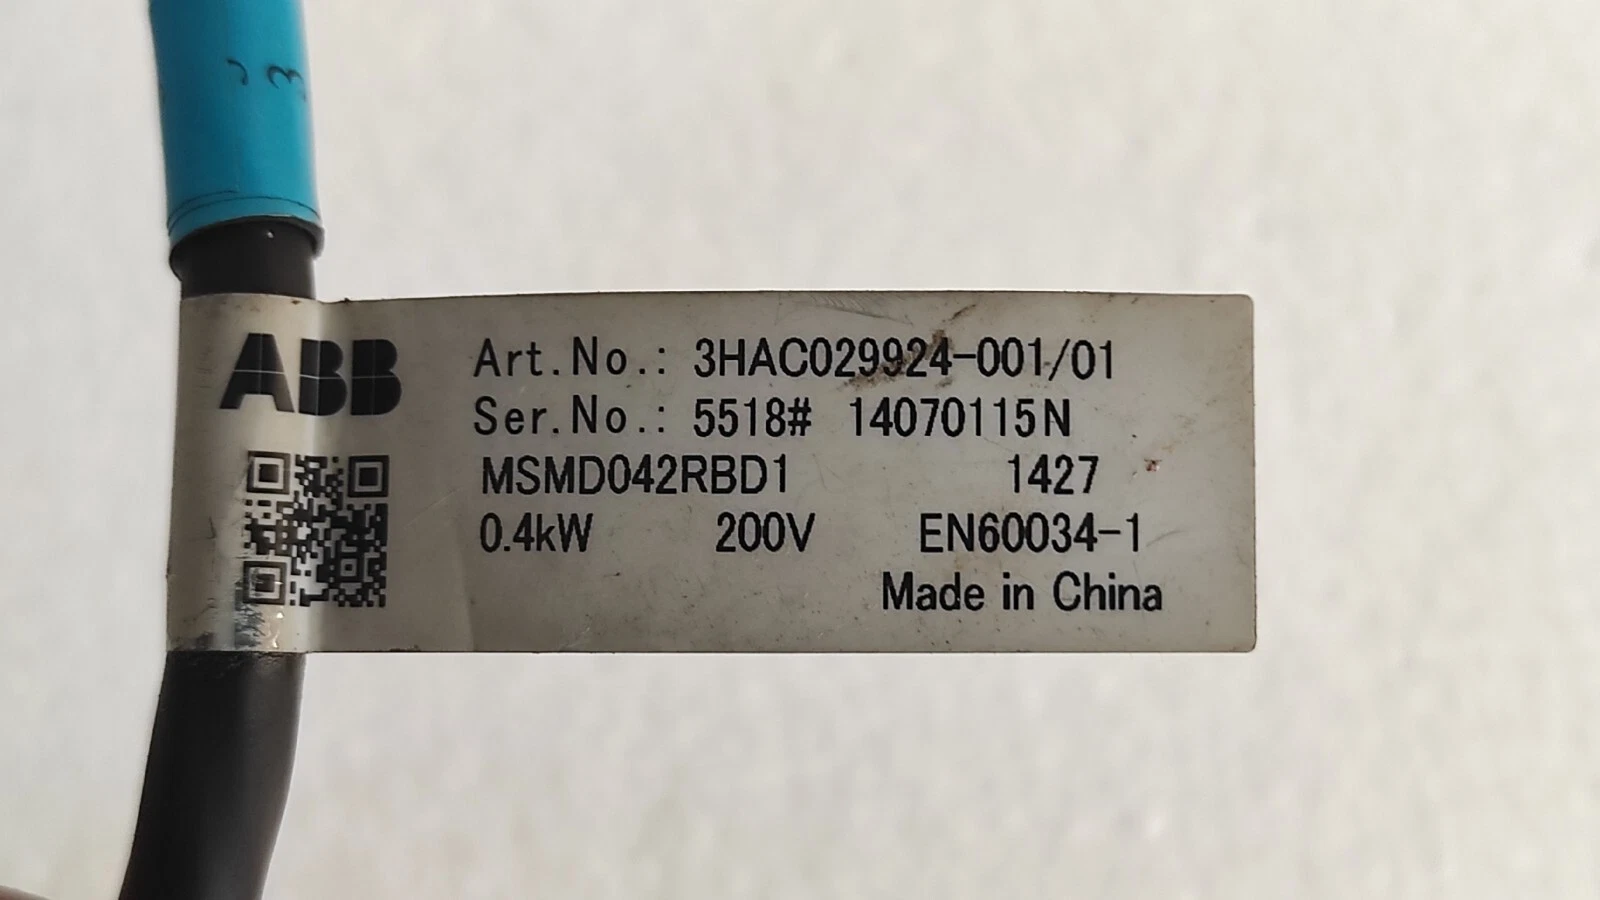 3
ABB
Art.No.: 3HAC029924-001/01
Ser.No.: 5518# 14070115N
MSMD042RBD1 1427
0.4kW 200V EN60034-1
Made in China